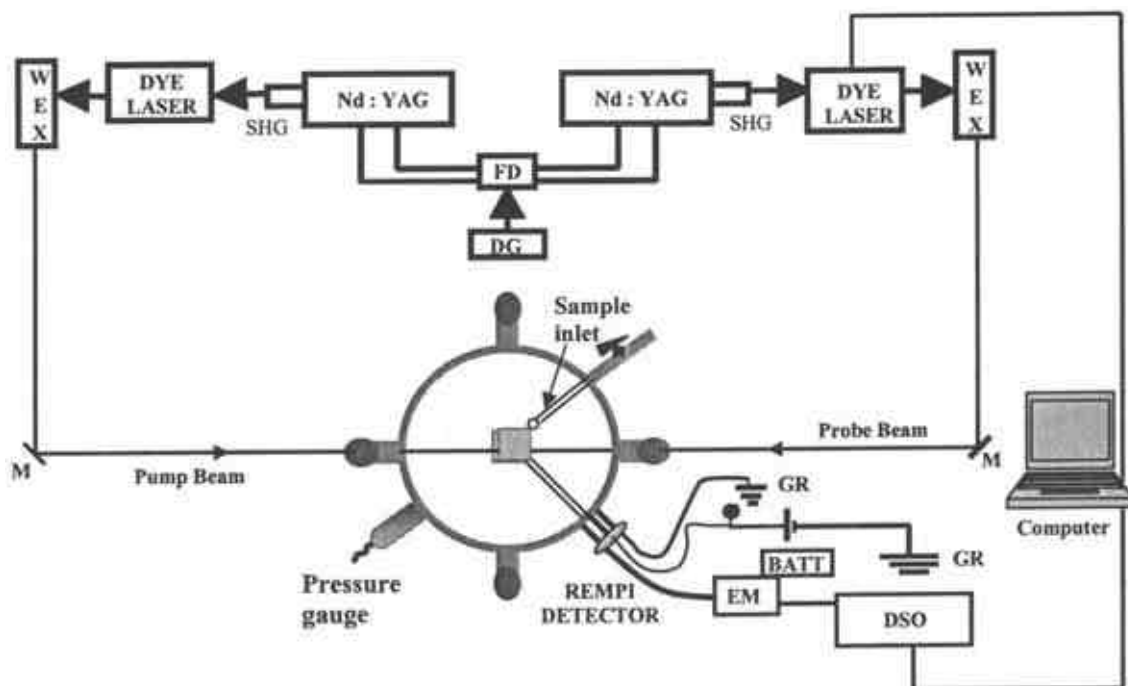 W
E
X
DYE
LASER
SHG
Nd : YAG
Nd : YAG
SHG
DYE
LASER
W
E
X
FD
DG
Sample
inlet
M
Pump Beam
Probe Beam
M
Computer
Pressure
gauge
REMPI
DETECTOR
GR
BATT
GR
EM
DSO